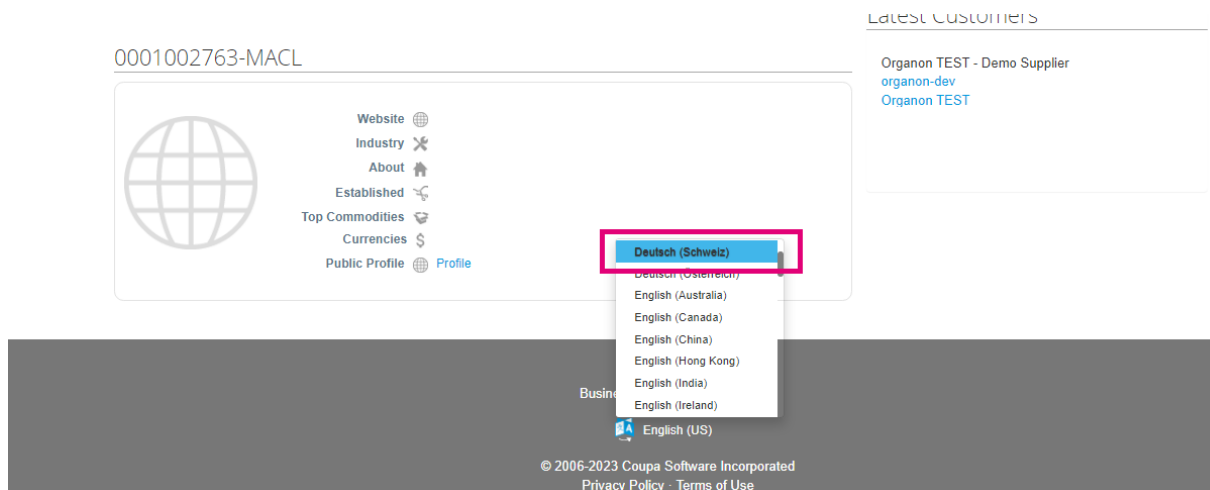 Latest Customers
0001002763-MACL
Organon TEST - Demo Supplier
organon-dev
Organon TEST
Website
Industry
About
Established
Top Commodities
Currencies
Public Profile Profile
Deutsch (Schweiz)
Deutsch (Österreich)
English (Australia)
English (Canada)
English (China)
English (Hong Kong)
English (India)
English (Ireland)
English (US)
© 2006-2023 Coupa Software Incorporated
Privacy Policy · Terms of Use